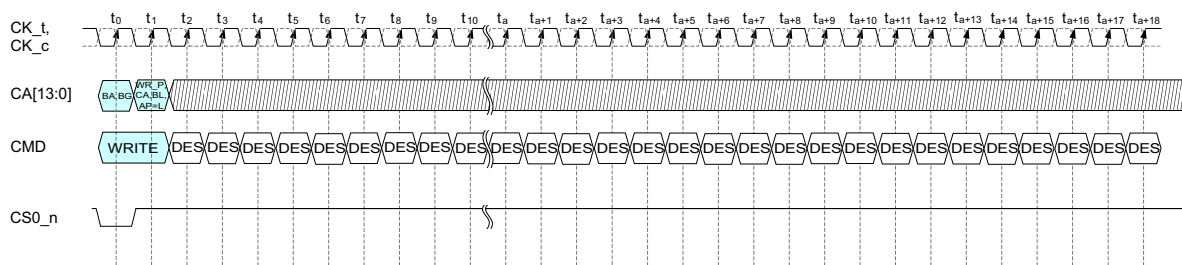 t0 t1 t2 t3 t4 t5 t6 t7 t8 t9 t10 ta ta+1 ta+2 ta+3 ta+4 ta+5 ta+6 ta+7 ta+8 ta+9 ta+10 ta+11 ta+12 ta+13 ta+14 ta+15 ta+16 ta+17 ta+18
CK_t,
CK_c
CA[13:0] BA,BG WR_P,
CA,BL,
AP=L
CMD WRITE DES DES DES DES DES DES DES DES DES DES DES DES DES DES DES DES DES DES DES DES DES DES DES DES DES DES DES DES
CS0_n